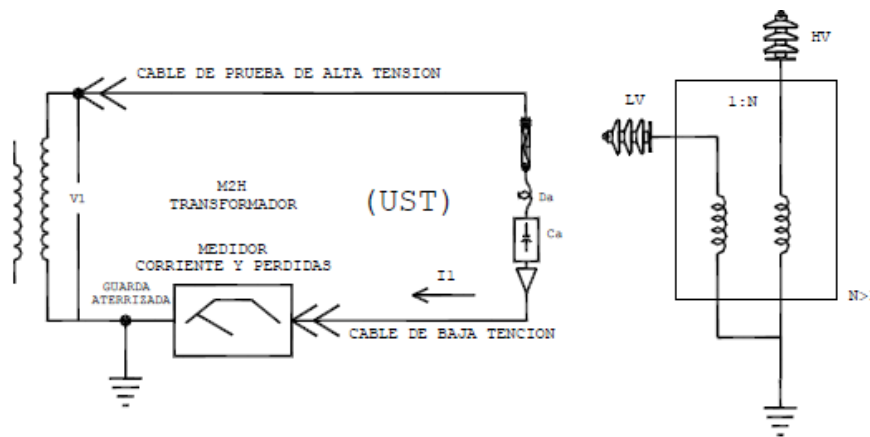 CABLE DE PRUEBA DE ALTA TENSION
V1
M2H
TRANSFORMADOR
(UST)
Da
Ca
MEDIDOR
CORRIENTE Y PERDIDAS
I1
GUARDA
ATERRIZADA
CABLE DE BAJA TENCION
HV
LV
1:N
N>